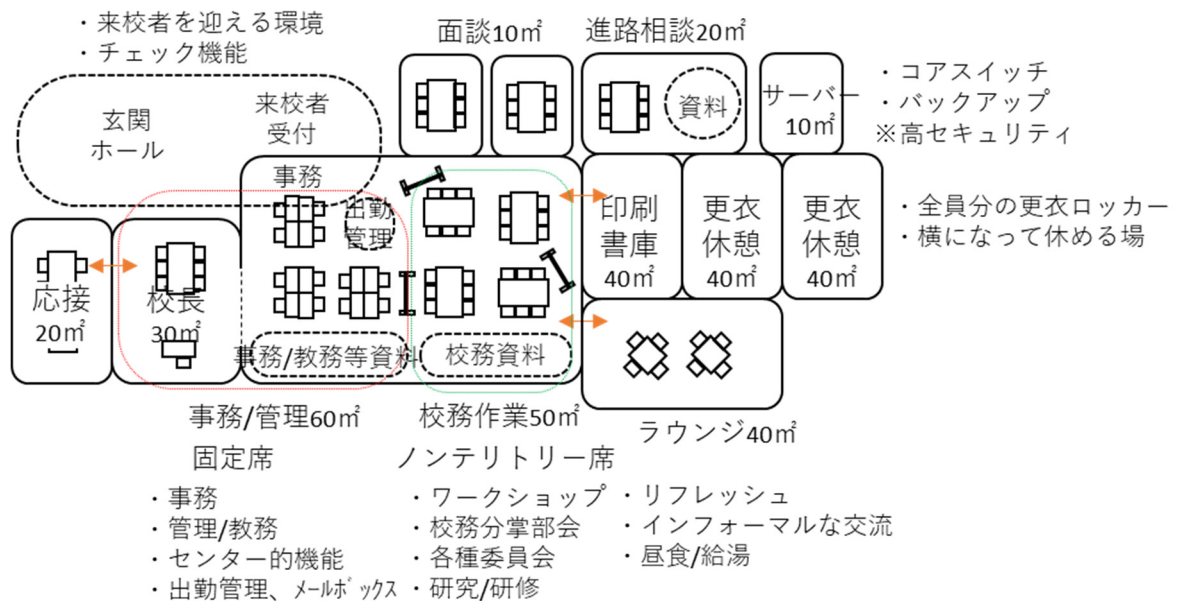 ・来校者を迎える環境
・チェック機能
面談10㎡
進路相談20㎡
玄関
ホール
来校者
受付
資料
サーバー
10㎡
・コアスイッチ
・バックアップ
※高セキュリティ
事務
出勤
管理
印刷
書庫
40㎡
更衣
休憩
40㎡
更衣
休憩
40㎡
・全員分の更衣ロッカー
・横になって休める場
応接
20㎡
校長
30㎡
事務/教務等資料
校務資料
事務/管理60㎡
固定席
・事務
・管理/教務
・センター的機能
・出勤管理、ﾒｰﾙﾎﾞｯｸｽ
校務作業50㎡
ノンテリトリー席
・ワークショップ
・校務分掌部会
・各種委員会
・研究/研修
ラウンジ40㎡
・リフレッシュ
・インフォーマルな交流
・昼食/給湯